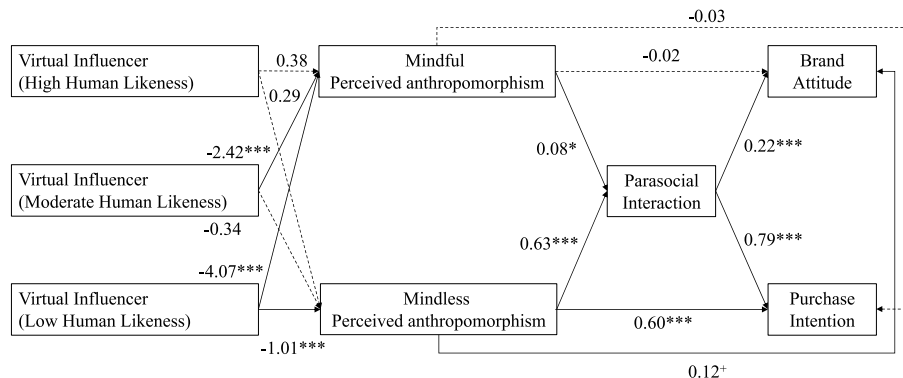 -0.03
Virtual Influencer
(High Human Likeness)
0.38
0.29
Mindful
Perceived anthropomorphism
-0.02
Brand
Attitude
-2.42***
0.08*
0.22***
Virtual Influencer
(Moderate Human Likeness)
Parasocial
Interaction
-0.34
0.63***
0.79***
-4.07***
Virtual Influencer
(Low Human Likeness)
Mindless
Perceived anthropomorphism
Purchase
Intention
-1.01***
0.60***
0.12+